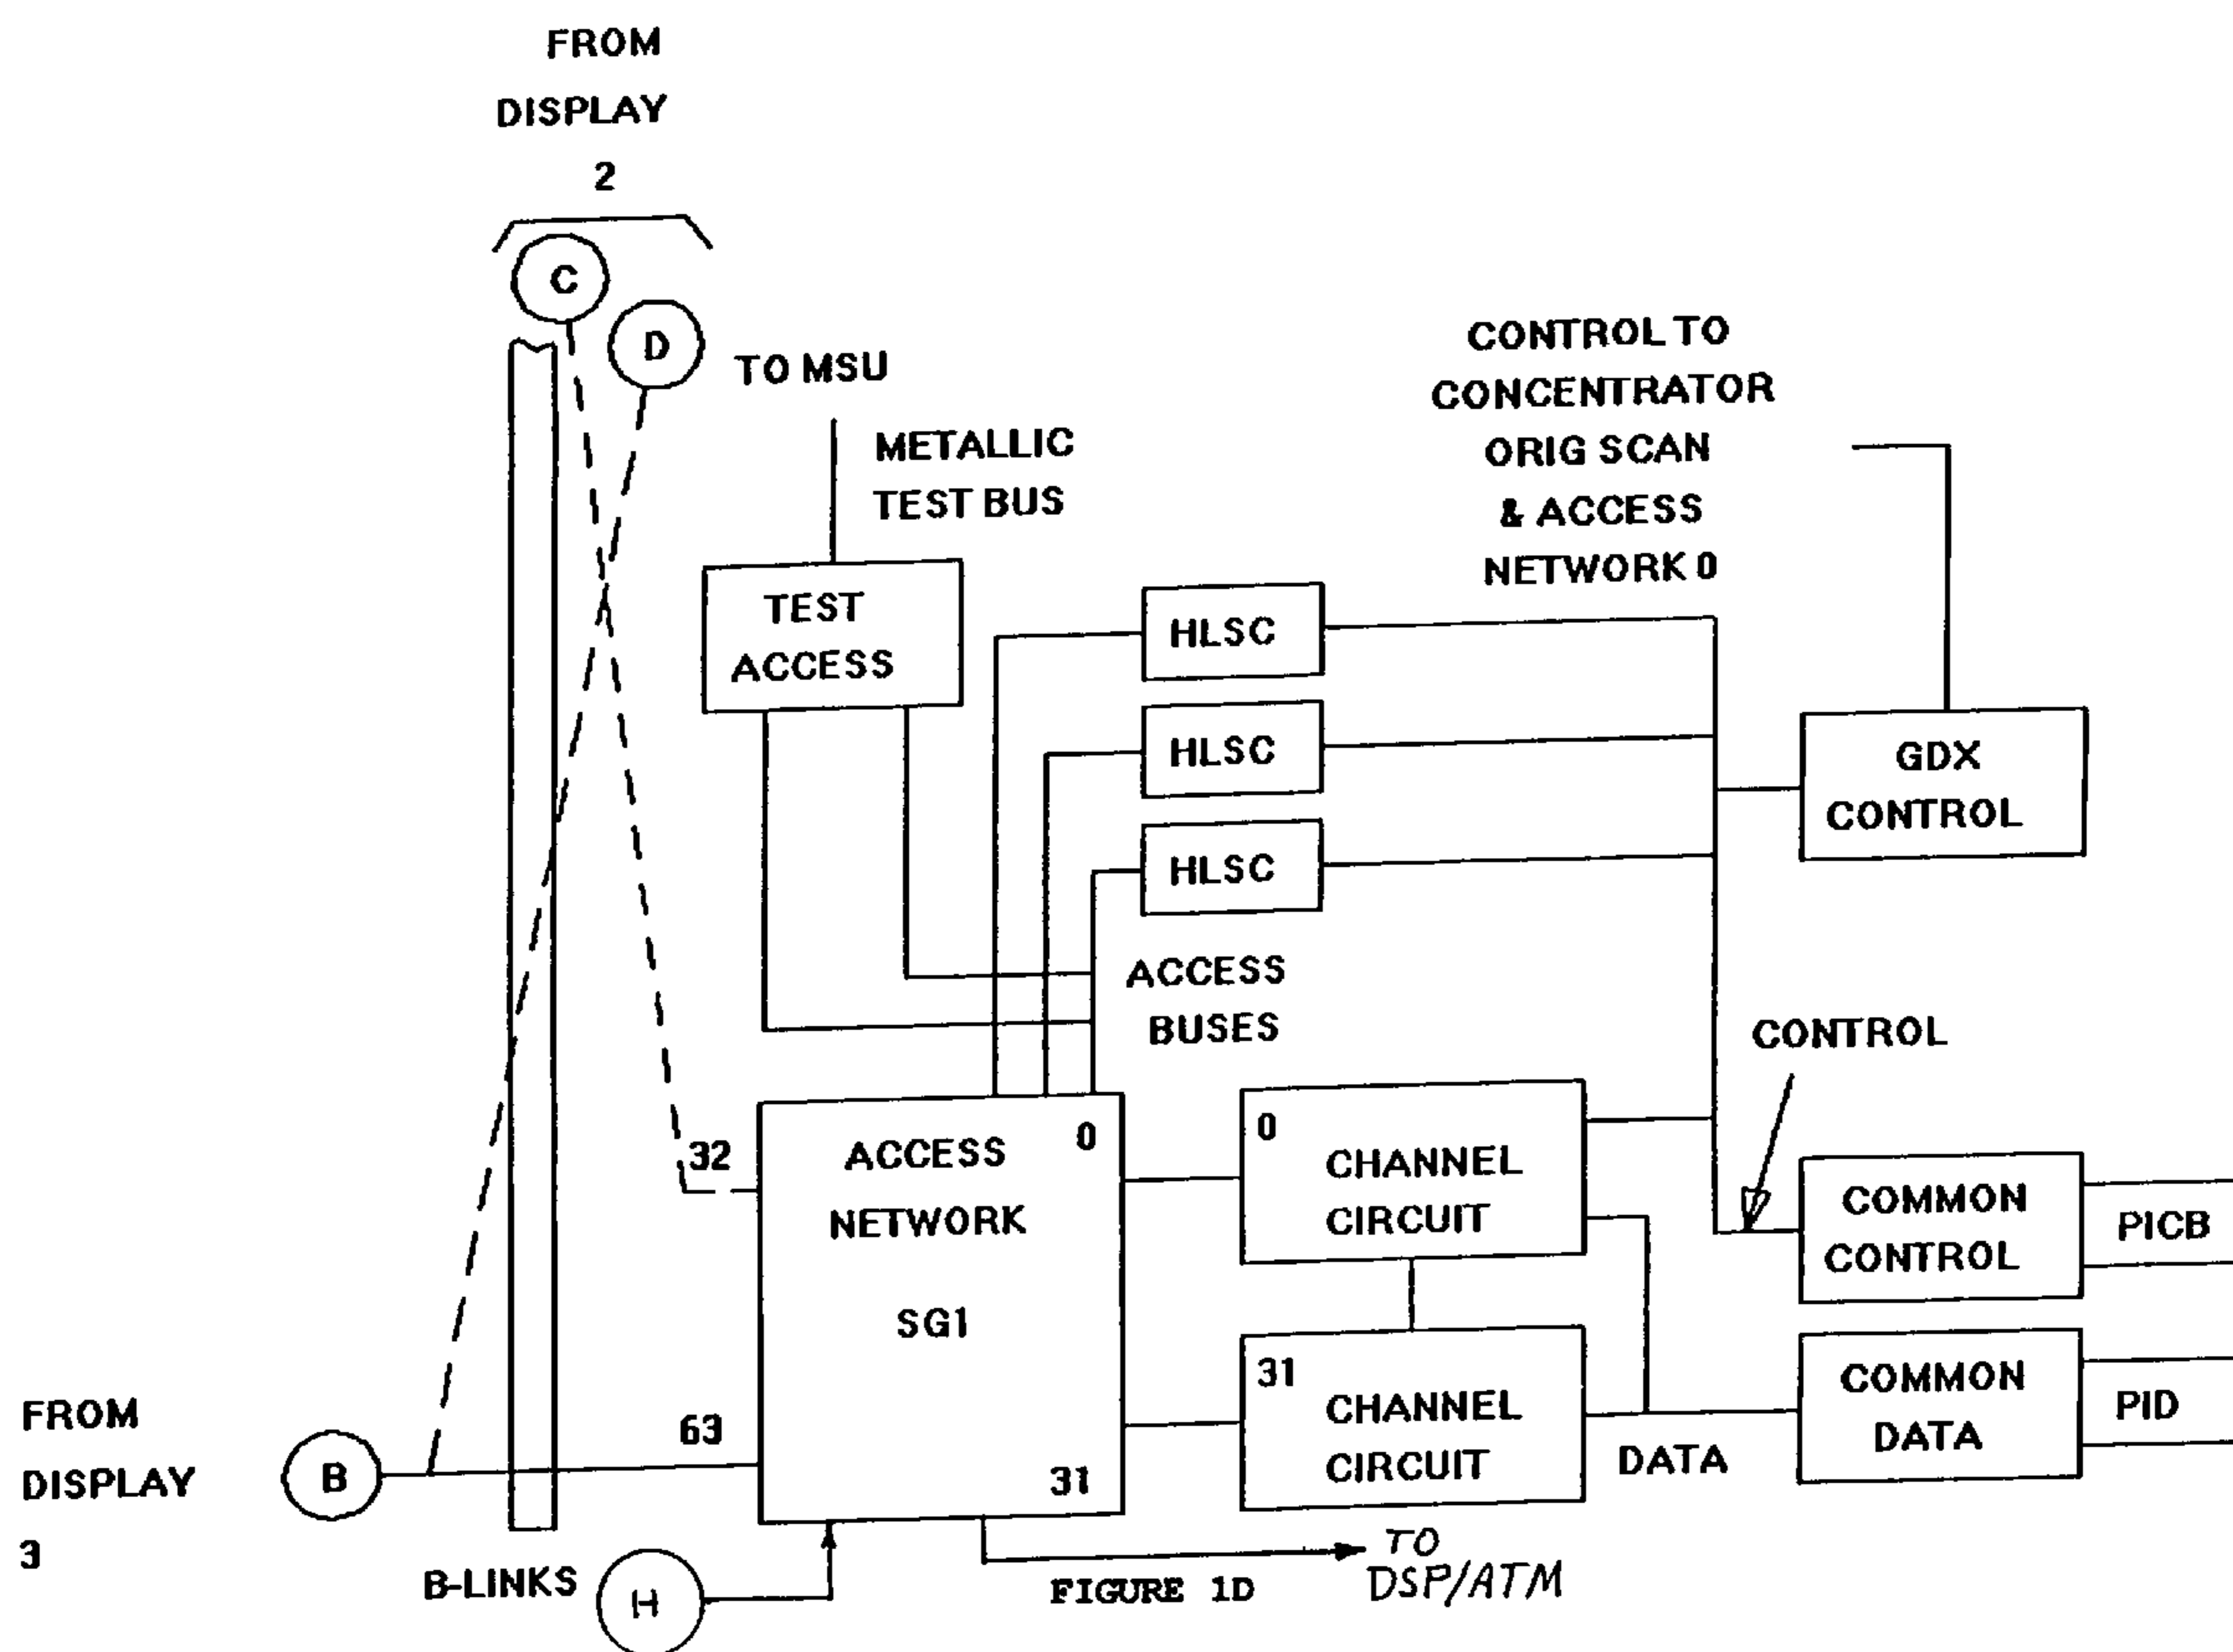 FROM
DISPLAY
2
C
D
TO MSU
METALLIC
TEST BUS
CONTROL TO
CONCENTRATOR
ORIG SCAN
& ACCESS
NETWORK 0
TEST
ACCESS
HLSC
HLSC
HLSC
GDX
CONTROL
ACCESS
BUSES
CONTROL
32
ACCESS
NETWORK
SG1
0
31
63
0
CHANNEL
CIRCUIT
31
CHANNEL
CIRCUIT
COMMON
CONTROL
PICB
COMMON
DATA
PID
DATA
FROM
DISPLAY
3
B
B-LINKS
H
TO
DSP/ATM
FIGURE 1D